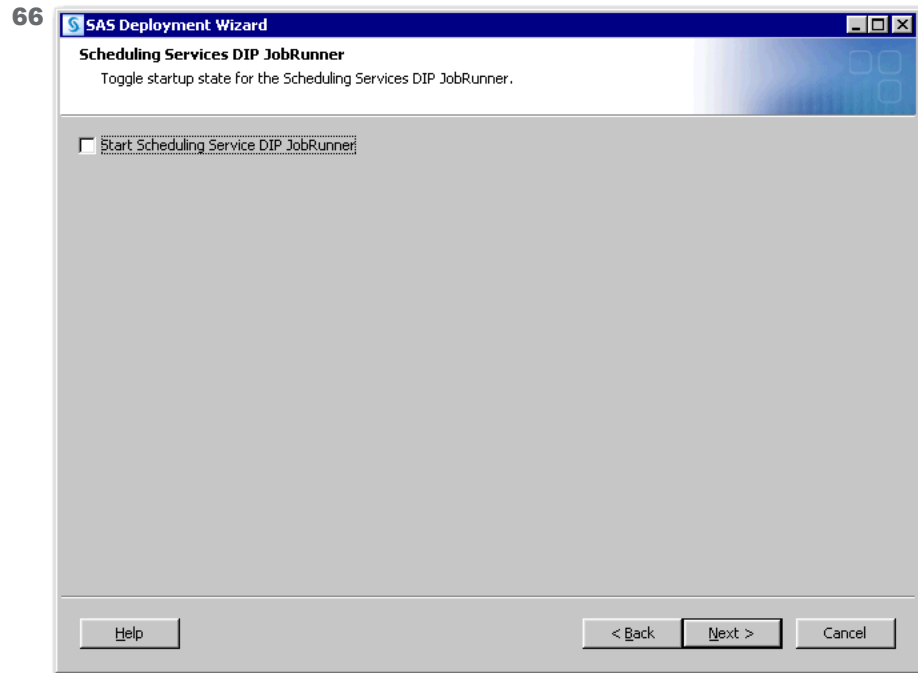 66
SAS Deployment Wizard
Scheduling Services DIP JobRunner
Toggle startup state for the Scheduling Services DIP JobRunner.
Start Scheduling Service DIP JobRunner
Help
< Back
Next >
Cancel